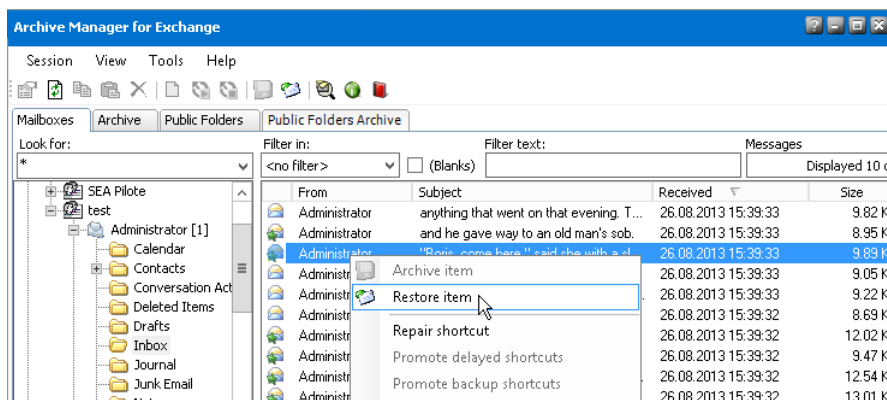 Archive Manager for Exchange
Session View Tools Help
Mailboxes Archive Public Folders Public Folders Archive
Look for: Filter in: Filter text: Messages
* <no filter> (Blanks) Displayed 10
From Subject Received Size
SEA Pilote
test
Administrator [1]
Calendar
Contacts
Conversation Act
Deleted Items
Drafts
Inbox
Journal
Junk Email
Administrator anything that went on that evening. T... 26.08.2013 15:39:33 9.82 K
Administrator and he gave way to an old man's sob. 26.08.2013 15:39:33 8.95 K
Administrator "Boris, come here," said she with a sl 26.08.2013 15:39:33 9.89 K
Administr 26.08.2013 15:39:33 9.05 K
Administr 26.08.2013 15:39:33 9.22 K
Administr 26.08.2013 15:39:32 8.69 K
Administr 26.08.2013 15:39:32 12.02 K
Administr 26.08.2013 15:39:32 9.47 K
Administr 26.08.2013 15:39:32 12.54 K
Administr 26.08.2013 15:39:32 13.01 K
Archive item
Restore item
Repair shortcut
Promote delayed shortcuts
Promote backup shortcuts